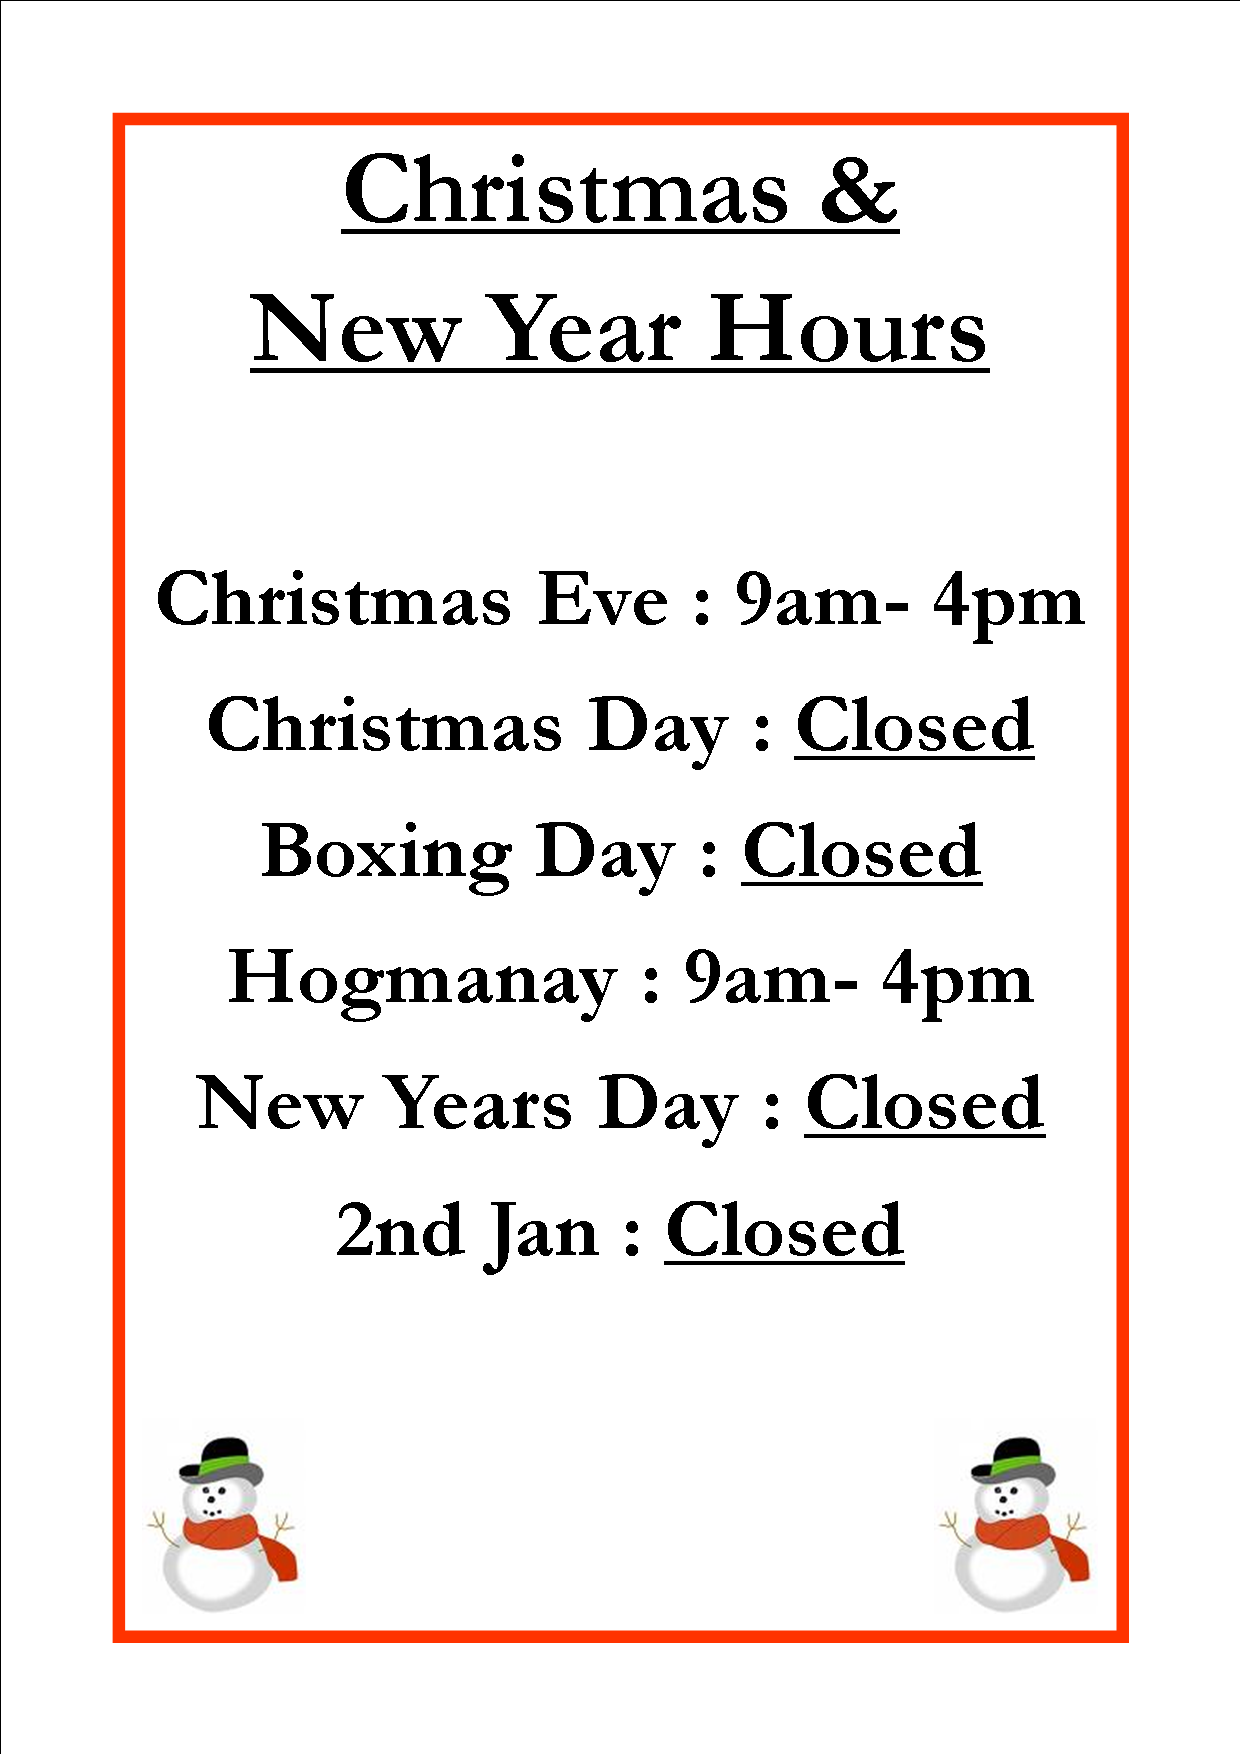 Christmas &
New Year Hours
Christmas Eve : 9am- 4pm
Christmas Day : Closed
Boxing Day : Closed
Hogmanay : 9am- 4pm
New Years Day : Closed
2nd Jan : Closed